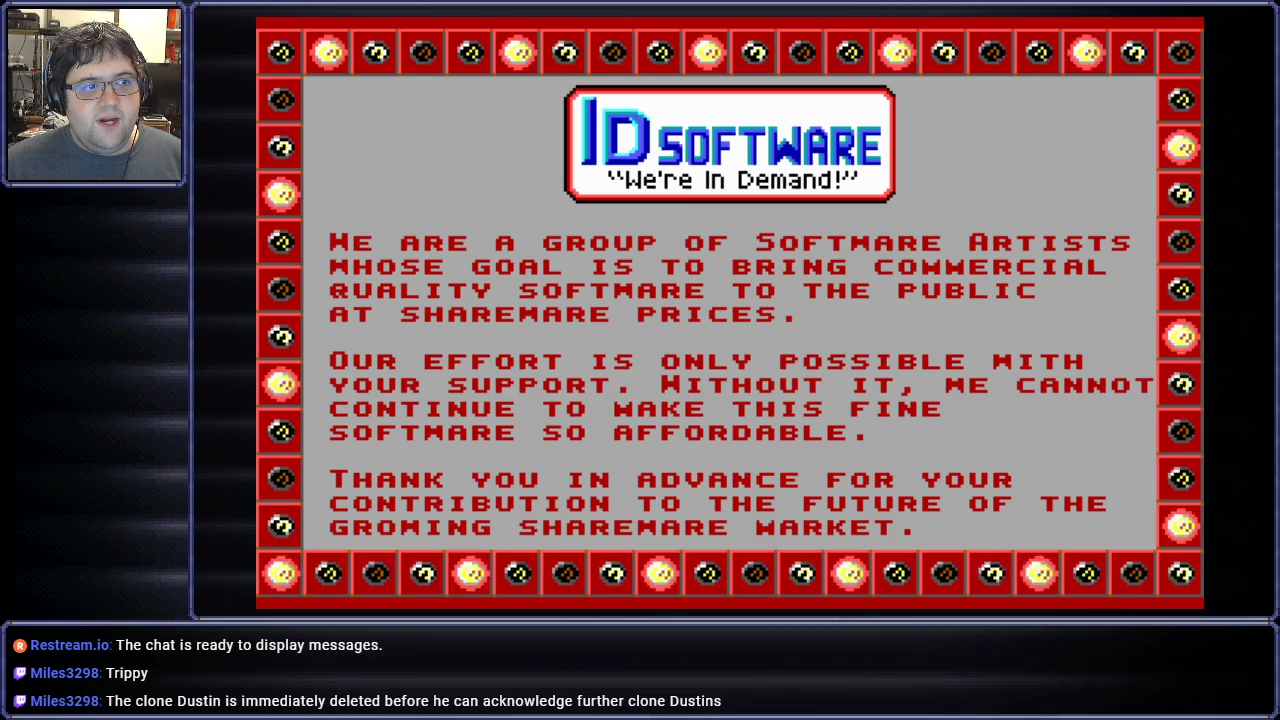 ID SOFTWARE
"We're In Demand!"
We are a group of Software Artists
whose goal is to bring commercial
quality software to the public
at shareware prices.
Our effort is only possible with
your support. Without it, we cannot
continue to make this fine
software so affordable.
Thank you in advance for your
contribution to the future of the
growing shareware market.
Restream.io: The chat is ready to display messages.
Miles3298: Trippy
Miles3298: The clone Dustin is immediately deleted before he can acknowledge further clone Dustins